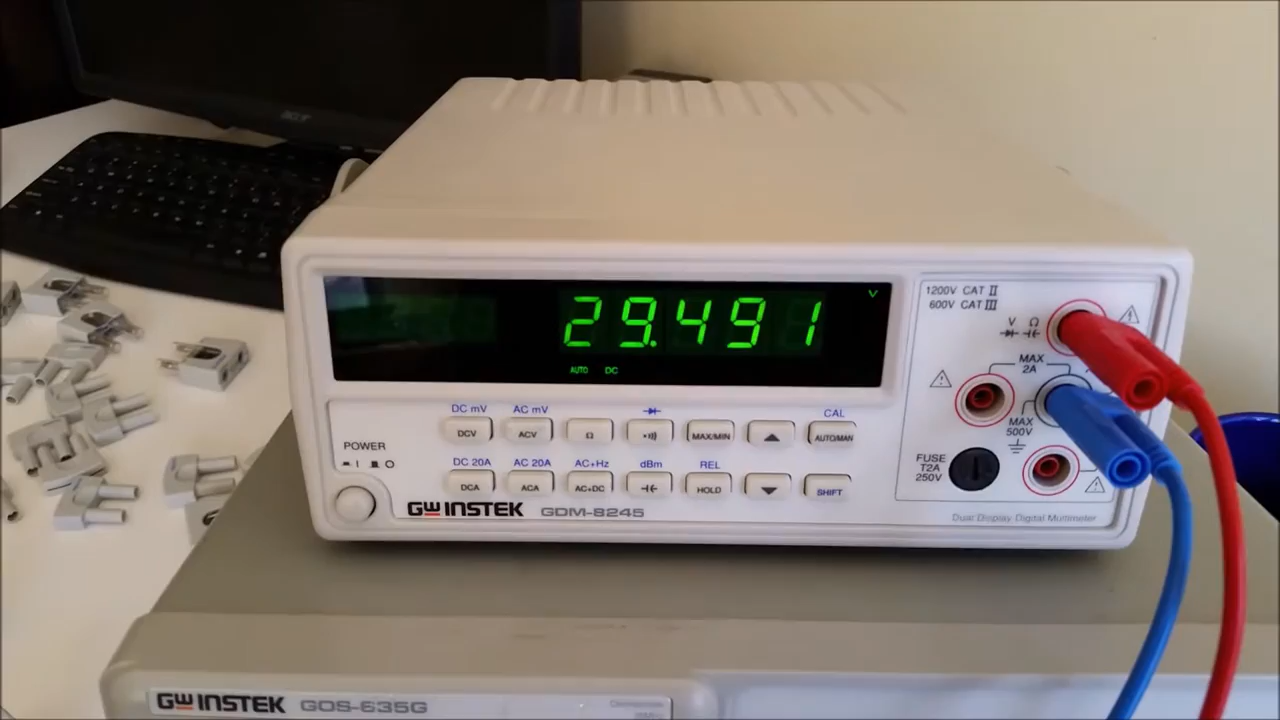 acer
1200V CAT II
600V CAT III
V Ω
29.491
V
AUTO DC
MAX
2A
MAX
500V
DC mV AC mV CAL
DCV ACV Ω MAX/MIN AUTO/MAN
POWER
I O
DC 20A AC 20A AC+Hz dBm REL
DCA ACA AC+DC HOLD SHIFT
FUSE
T2A
250V
GW INSTEK GDM-8245
Dual Display Digital Multimeter
GW INSTEK GOS-635G